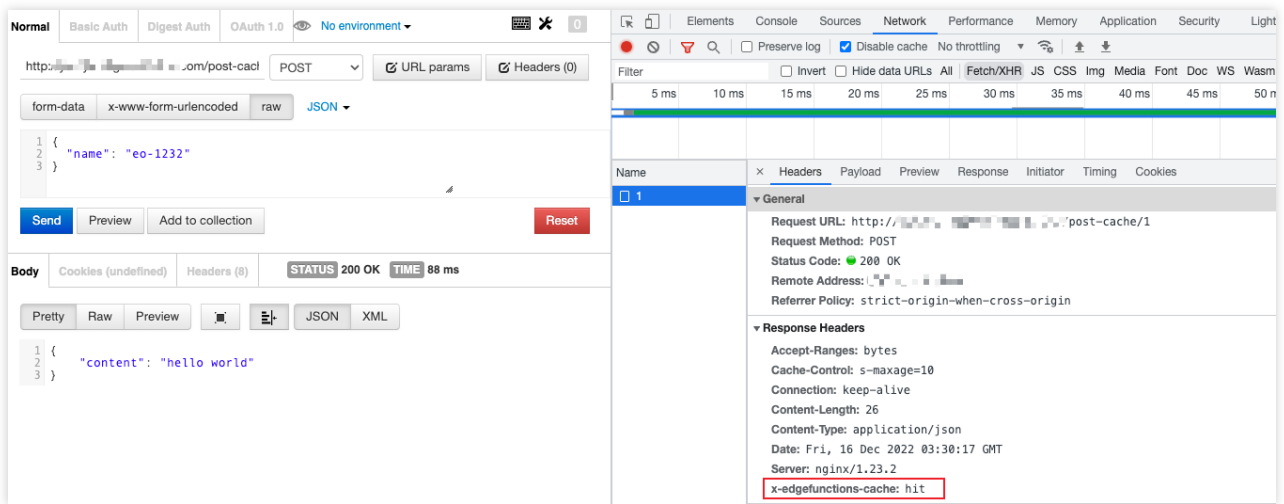 Normal Basic Auth Digest Auth OAuth 1.0 No environment 0
http: .com/post-cach POST URL params Headers (0)
form-data x-www-form-urlencoded raw JSON
1 {
2 "name": "eo-1232"
3 }
Send Preview Add to collection Reset
Body Cookies (undefined) Headers (8) STATUS 200 OK TIME 88 ms
Pretty Raw Preview JSON XML
1 {
2 "content": "hello world"
3 }
Elements Console Sources Network Performance Memory Application Security Light
Preserve log Disable cache No throttling
Filter Invert Hide data URLs All Fetch/XHR JS CSS Img Media Font Doc WS Wasm
5 ms 10 ms 15 ms 20 ms 25 ms 30 ms 35 ms 40 ms 45 ms 50 m
Name × Headers Payload Preview Response Initiator Timing Cookies
1
General
Request URL: http:// /post-cache/1
Request Method: POST
Status Code: 200 OK
Remote Address:
Referrer Policy: strict-origin-when-cross-origin
Response Headers
Accept-Ranges: bytes
Cache-Control: s-maxage=10
Connection: keep-alive
Content-Length: 26
Content-Type: application/json
Date: Fri, 16 Dec 2022 03:30:17 GMT
Server: nginx/1.23.2
x-edgefunctions-cache: hit